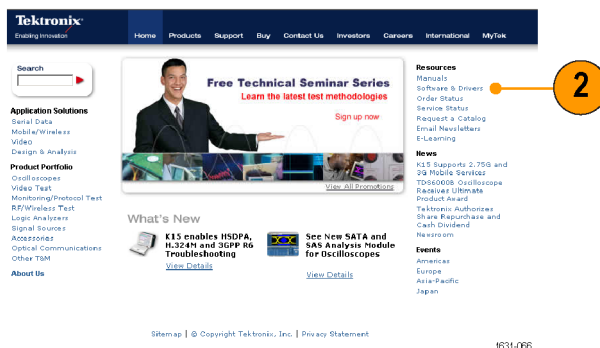 Tektronix
Enabling Innovation
Home Products Support Buy Contact Us Investors Careers International MyTek
Search
Application Solutions
Serial Data
Mobile/Wireless
Video
Design & Analysis
Product Portfolio
Oscilloscopes
Video Test
Monitoring/Protocol Test
RF/Wireless Test
Logic Analyzers
Signal Sources
Accessories
Optical Communications
Other T&M
About Us
Free Technical Seminar Series
Learn the latest test methodologies
Sign up now
View All Promotions
What's New
K15 enables HSDPA,
H.324M and 3GPP R6
Troubleshooting
View Details
See New SATA and
SAS Analysis Module
for Oscilloscopes
View Details
Resources
Manuals
Software & Drivers
Order Status
Service Status
Request a Catalog
Email Newsletters
E-Learning
News
K15 Supports 2.75G and
3G Mobile Services
TDS6000B Oscilloscope
Receives Ultimate
Product Award
Tektronix Authorizes
Share Repurchase and
Cash Dividend
Newsroom
Events
Americas
Europe
Asia-Pacific
Japan
2
Sitemap | © Copyright Tektronix, Inc. | Privacy Statement
1631-066